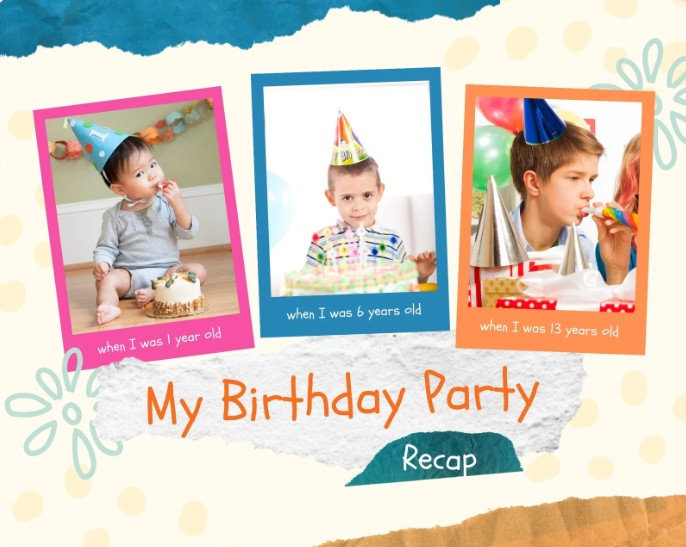 when I was 1 year old
when I was 6 years old
when I was 13 years old
My Birthday Party
Recap